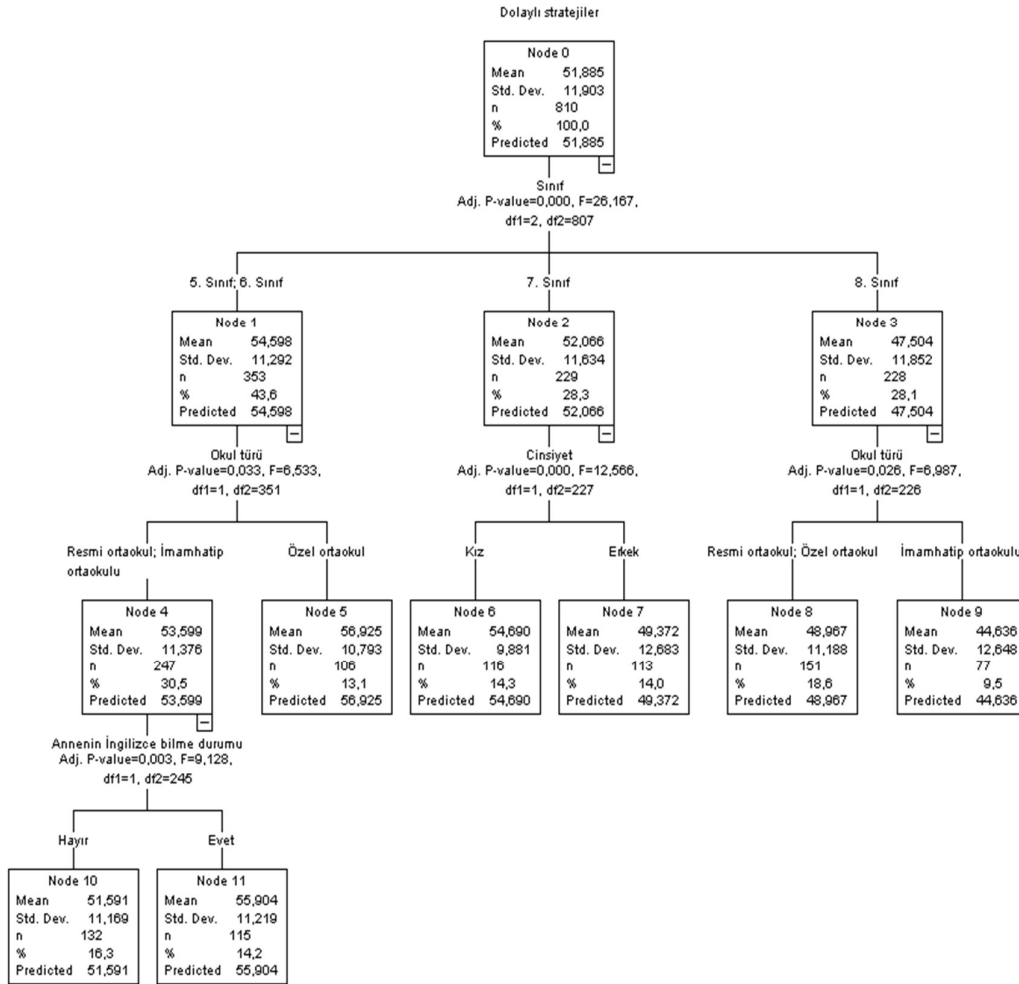 Dolaylı stratejiler
Node 0
Mean 51,885
Std. Dev. 11,903
n 810
% 100,0
Predicted 51,885
Sınıf
Adj. P-value=0,000, F=26,167,
df1=2, df2=807
5. Sınıf; 6. Sınıf
7. Sınıf
8. Sınıf
Node 1
Mean 54,598
Std. Dev. 11,292
n 353
% 43,6
Predicted 54,598
Node 2
Mean 52,066
Std. Dev. 11,634
n 229
% 28,3
Predicted 52,066
Node 3
Mean 47,504
Std. Dev. 11,852
n 228
% 28,1
Predicted 47,504
Okul türü
Adj. P-value=0,033, F=6,533,
df1=1, df2=351
Cinsiyet
Adj. P-value=0,000, F=12,566,
df1=1, df2=227
Okul türü
Adj. P-value=0,026, F=6,987,
df1=1, df2=226
Resmi ortaokul; İmamhatip
ortaokulu
Özel ortaokul
Kız
Erkek
Resmi ortaokul; Özel ortaokul
İmamhatip ortaokulu
Node 4
Mean 53,599
Std. Dev. 11,376
n 247
% 30,5
Predicted 53,599
Node 5
Mean 56,925
Std. Dev. 10,793
n 106
% 13,1
Predicted 56,925
Node 6
Mean 54,690
Std. Dev. 9,881
n 116
% 14,3
Predicted 54,690
Node 7
Mean 49,372
Std. Dev. 12,683
n 113
% 14,0
Predicted 49,372
Node 8
Mean 48,967
Std. Dev. 11,188
n 151
% 18,6
Predicted 48,967
Node 9
Mean 44,636
Std. Dev. 12,648
n 77
% 9,5
Predicted 44,636
Annenin İngilizce bilme durumu
Adj. P-value=0,003, F=9,128,
df1=1, df2=245
Hayır
Evet
Node 10
Mean 51,591
Std. Dev. 11,169
n 132
% 16,3
Predicted 51,591
Node 11
Mean 55,904
Std. Dev. 11,219
n 115
% 14,2
Predicted 55,904